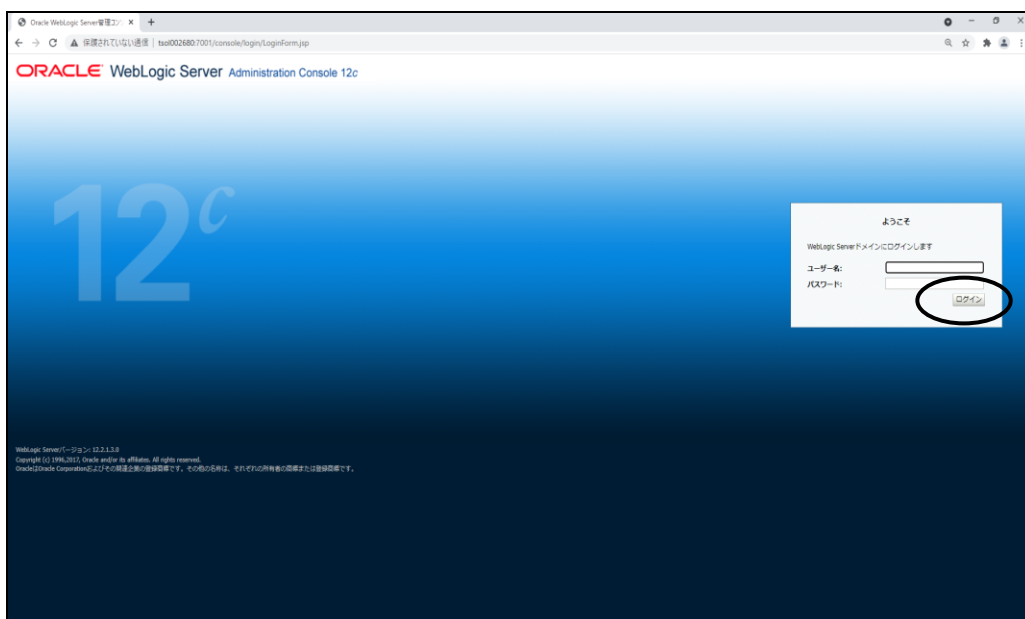 Oracle WebLogic Server管理コンソ
保護されていない通信 | tsol002680:7001/console/login/LoginForm.jsp
ORACLE WebLogic Server Administration Console 12c
12c
ようこそ
WebLogic Serverドメインにログインします
ユーザー名:
パスワード:
ログイン
WebLogic Serverバージョン: 12.2.1.3.0
Copyright (c) 1996,2017, Oracle and/or its affiliates. All rights reserved.
OracleはOracle Corporationおよびその関連企業の登録商標です。その他の名称は、それぞれの所有者の商標または登録商標です。